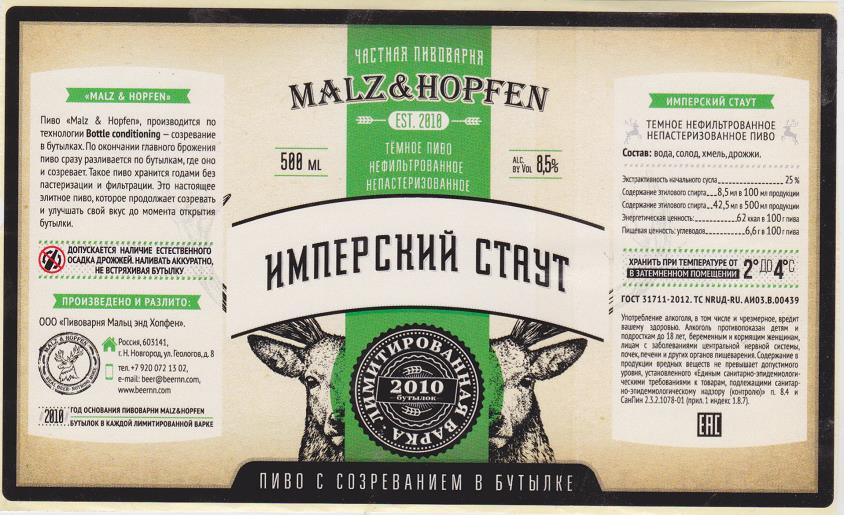 «MALZ & HOPFEN»
Пиво «Malz & Hopfen», производится по
технологии Bottle conditioning – созревание
в бутылках. По окончании главного брожения
пиво сразу разливается по бутылкам, где оно
и созревает. Такое пиво хранится годами без
пастеризации и фильтрации. Это настоящее
элитное пиво, которое продолжает созревать
и улучшать свой вкус до момента открытия
бутылки.
ДОПУСКАЕТСЯ НАЛИЧИЕ ЕСТЕСТВЕННОГО
ОСАДКА ДРОЖЖЕЙ. НАЛИВАТЬ АККУРАТНО,
НЕ ВСТРЯХИВАЯ БУТЫЛКУ
ПРОИЗВЕДЕНО И РАЗЛИТО:
ООО «Пивоварня Мальц энд Хопфен».
MALZ & HOPFEN
REAL BEER. NOTHING MORE
Россия, 603141,
г. Н. Новгород, ул. Геологов, д. 8
тел. +7 920 072 13 02,
e-mail: beer@beernn.com,
www.beernn.com
2010 ГОД ОСНОВАНИЯ ПИВОВАРНИ MALZ&HOPFEN
БУТЫЛОК В КАЖДОЙ ЛИМИТИРОВАННОЙ ВАРКЕ
ЧАСТНАЯ ПИВОВАРНЯ
MALZ&HOPFEN
EST. 2010
500 ML
ТЁМНОЕ ПИВО
НЕФИЛЬТРОВАННОЕ
НЕПАСТЕРИЗОВАННОЕ
ALC. BY VOL 8,5%
ИМПЕРСКИЙ СТАУТ
ЛИМИТИРОВАННАЯ ВАРКА
2010
БУТЫЛОК
ПИВО С СОЗРЕВАНИЕМ В БУТЫЛКЕ
ИМПЕРСКИЙ СТАУТ
ТЕМНОЕ НЕФИЛЬТРОВАННОЕ
НЕПАСТЕРИЗОВАННОЕ ПИВО
Состав: вода, солод, хмель, дрожжи.
Экстрактивность начального сусла 25 %
Содержание этилового спирта 8,5 мл в 100 мл продукции
Содержание этилового спирта 42,5 мл в 500 мл продукции
Энергетическая ценность: 62 ккал в 100 г пива
Пищевая ценность: углеводов 6,6 г в 100 г пива
ХРАНИТЬ ПРИ ТЕМПЕРАТУРЕ ОТ
В ЗАТЕМНЕННОМ ПОМЕЩЕНИИ 2° ДО 4°C
ГОСТ 31711-2012. ТС NRUD-RU. АИ03.В.00439
Употребление алкоголя, в том числе и чрезмерное, вредит
вашему здоровью. Алкоголь противопоказан детям и
подросткам до 18 лет, беременным и кормящим женщинам,
лицам с заболеваниями центральной нервной системы,
почек, печени и других органов пищеварения. Содержание в
продукции вредных веществ не превышает допустимого
уровня, установленного «Единым санитарно-эпидемиологи-
ческими требованиями к товарам, подлежащими санитар-
но-эпидемиологическому надзору (контролю)» п. 8.4 и
СанПин 2.3.2.1078-01 (прил. 1 индекс 1.8.7).
EAC